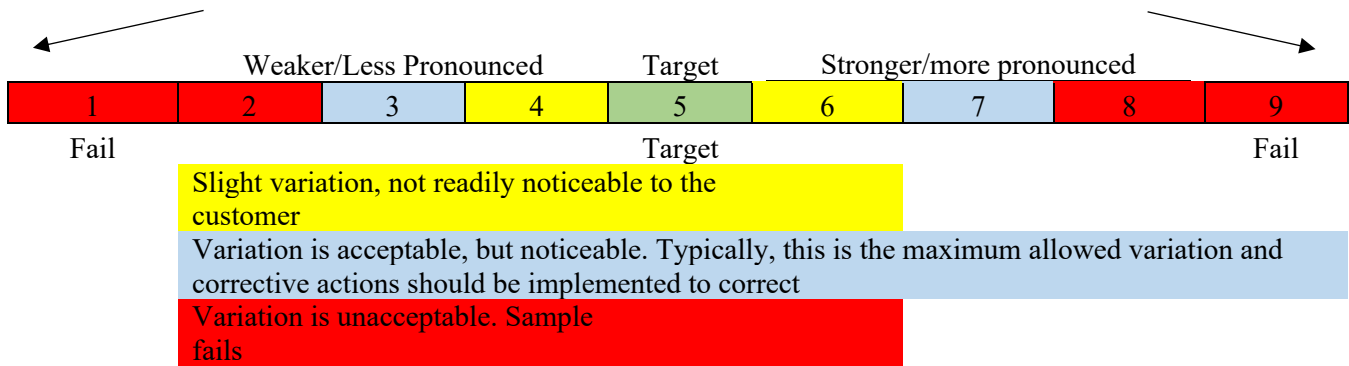 Weaker/Less Pronounced Target Stronger/more pronounced
1 2 3 4 5 6 7 8 9
Fail Target Fail
Slight variation, not readily noticeable to the
customer
Variation is acceptable, but noticeable. Typically, this is the maximum allowed variation and
corrective actions should be implemented to correct
Variation is unacceptable. Sample
fails